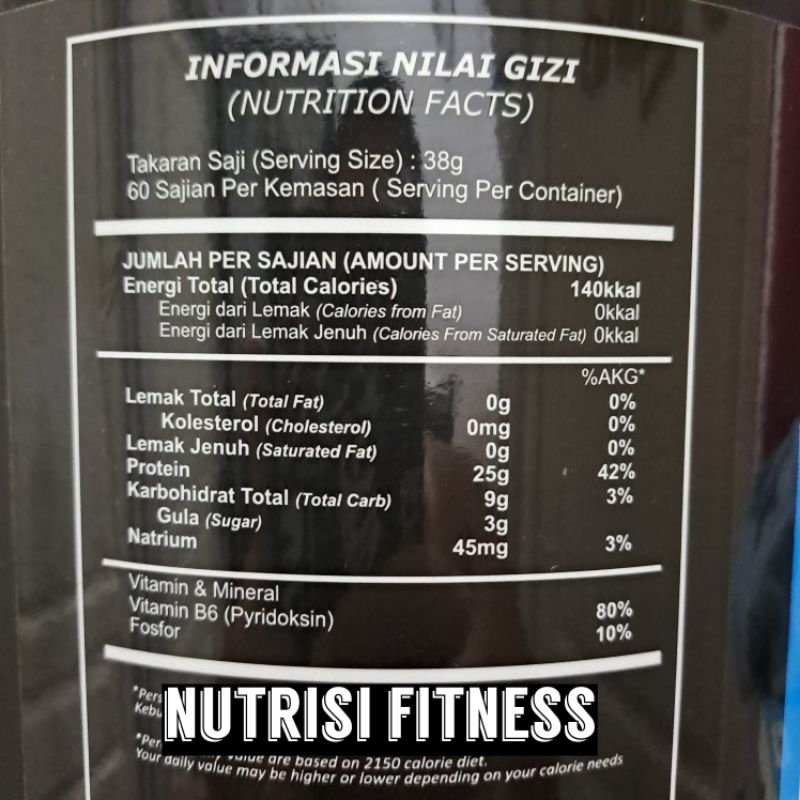 INFORMASI NILAI GIZI
(NUTRITION FACTS)
Takaran Saji (Serving Size) : 38g
60 Sajian Per Kemasan ( Serving Per Container)
JUMLAH PER SAJIAN (AMOUNT PER SERVING)
Energi Total (Total Calories) 140kkal
Energi dari Lemak (Calories from Fat) 0kkal
Energi dari Lemak Jenuh (Calories From Saturated Fat) 0kkal
%AKG*
Lemak Total (Total Fat) 0g 0%
Kolesterol (Cholesterol) 0mg 0%
Lemak Jenuh (Saturated Fat) 0g 0%
Protein 25g 42%
Karbohidrat Total (Total Carb) 9g 3%
Gula (Sugar) 3g
Natrium 45mg 3%
Vitamin & Mineral
Vitamin B6 (Pyridoksin) 80%
Fosfor 10%
NUTRISI FITNESS
value are based on 2150 calorie diet.
Your daily value may be higher or lower depending on your calorie needs